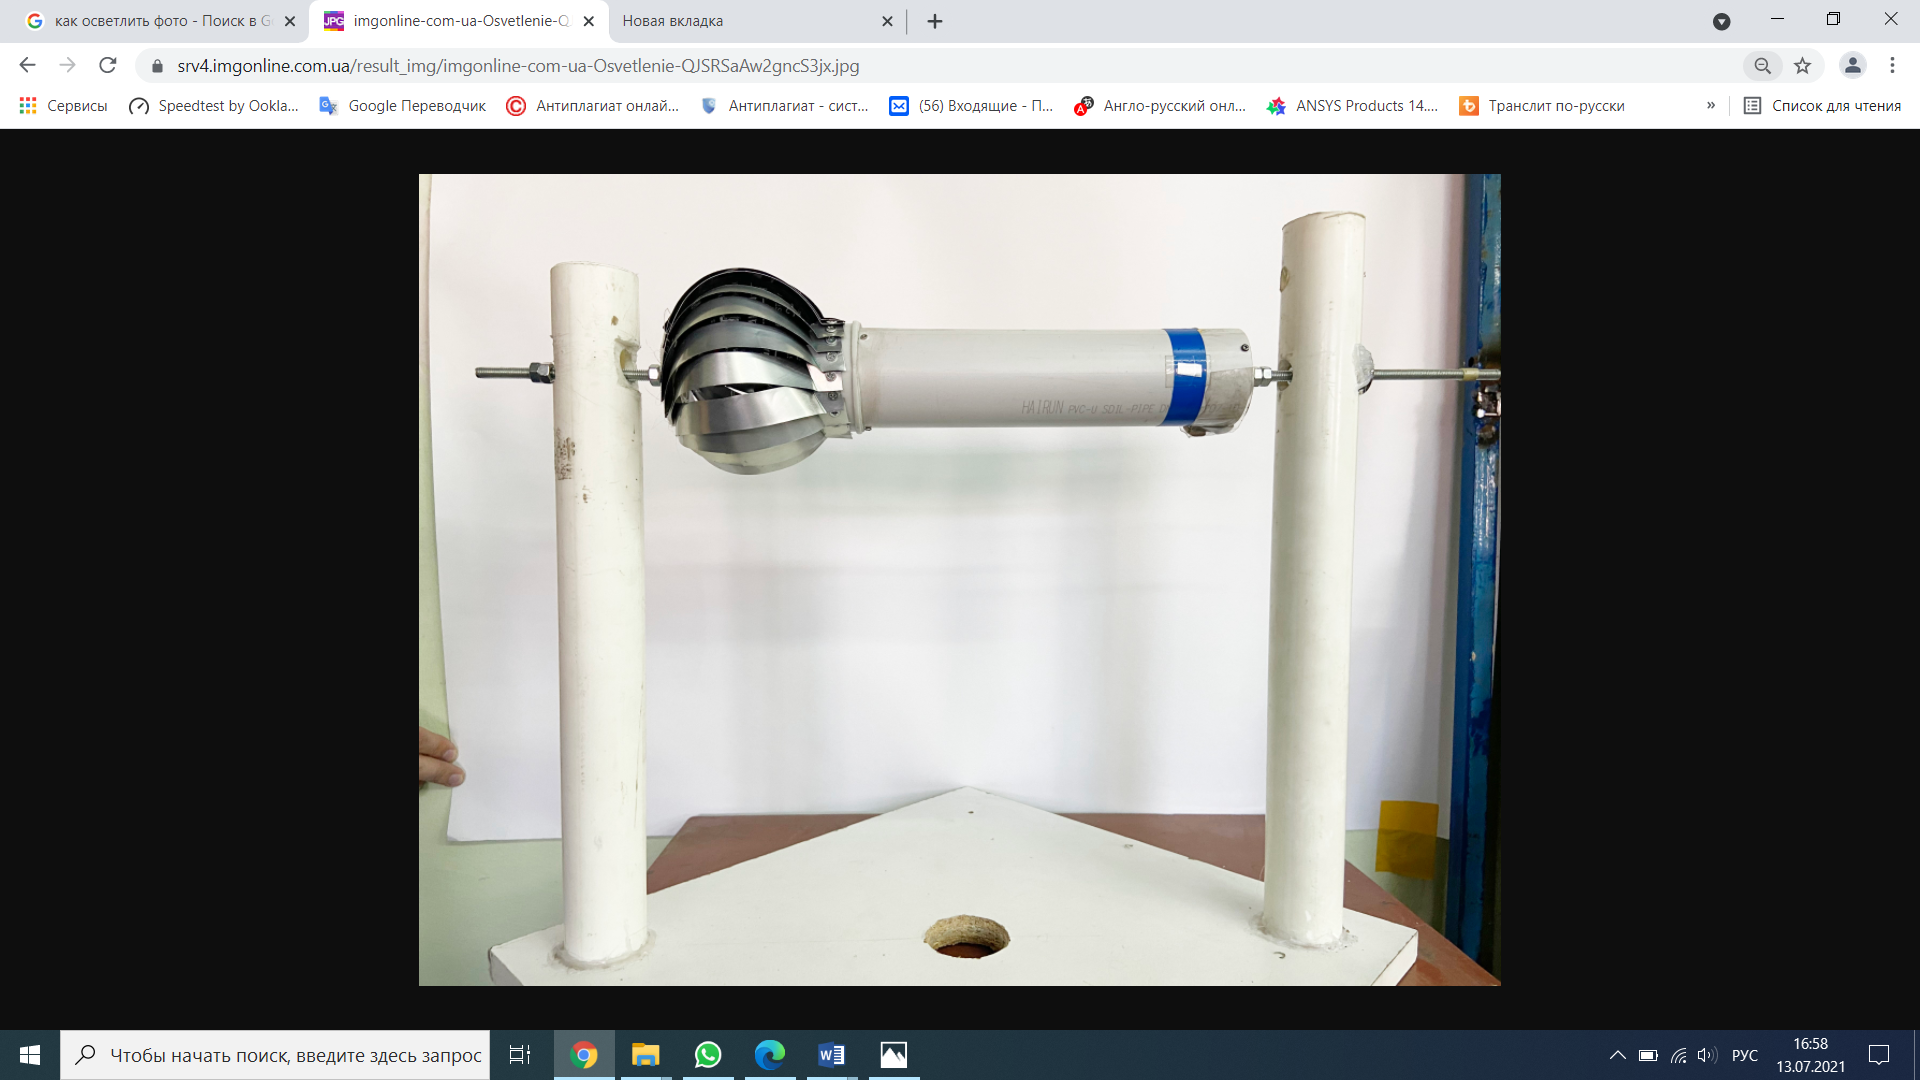 как осветлить фото - Поиск в G
imgonline-com-ua-Osvetlenie-Q
Новая вкладка
srv4.imgonline.com.ua/result_img/imgonline-com-ua-Osvetlenie-QJSRSaAw2gncS3jx.jpg
Сервисы
Speedtest by Ookla...
Google Переводчик
Антиплагиат онлай...
Антиплагиат - сист...
(56) Входящие - П...
Англо-русский онл...
ANSYS Products 14....
Транслит по-русски
»
Список для чтения
HAIRUN PVC-U SOIL-PIPE
Чтобы начать поиск, введите здесь запрос
РУС
16:58
13.07.2021